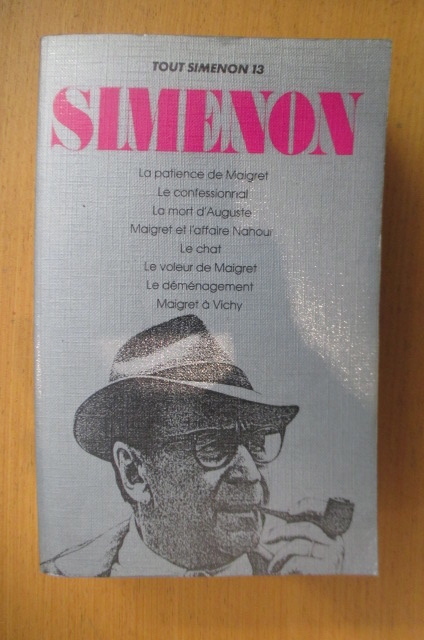 TOUT SIMENON 13
SIMENON
La patience de Maigret
Le confessionnal
La mort d'Auguste
Maigret et l'affaire Nahour
Le chat
Le voleur de Maigret
Le déménagement
Maigret à Vichy